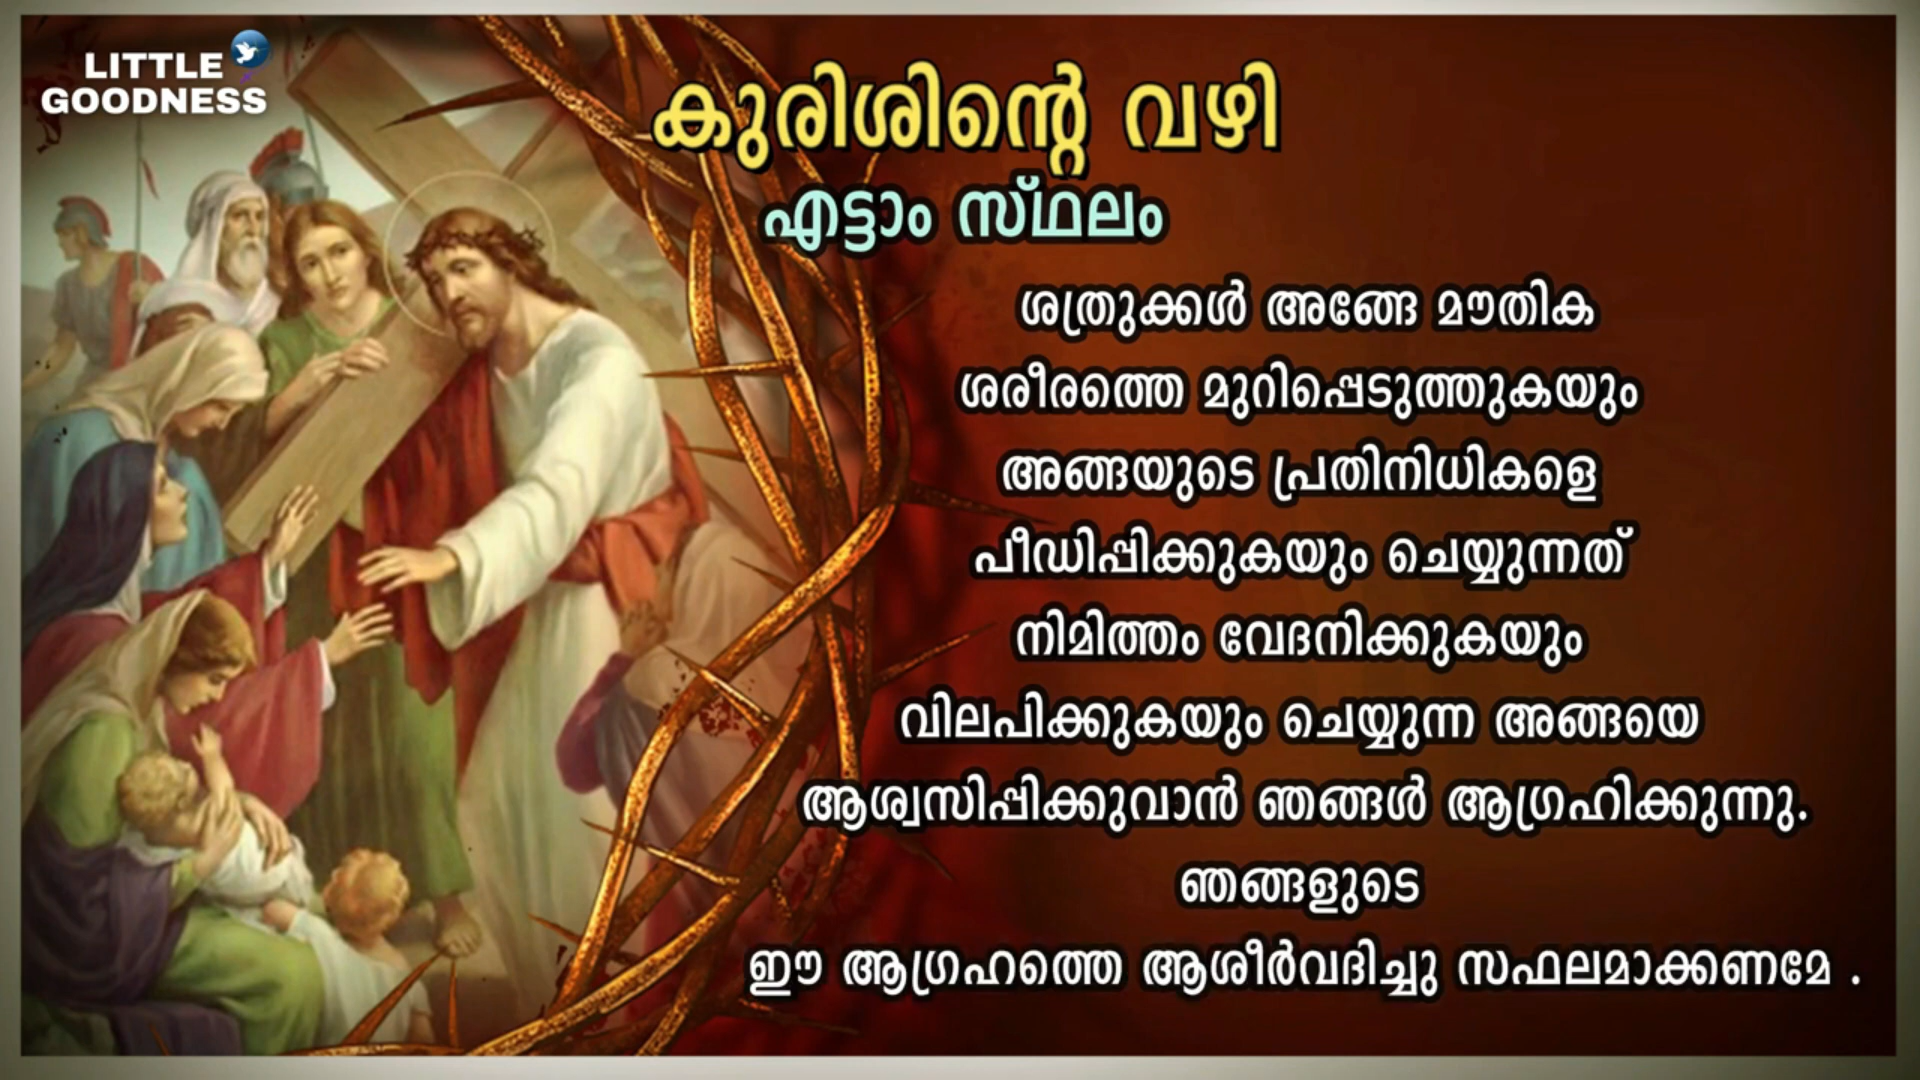 LITTLE
GOODNESS
കുരിശിന്റെ വഴി
എട്ടാം സ്ഥലം
ശത്രുക്കൾ അങ്ങേ മൗതിക
ശരീരത്തെ മുറിപ്പെടുത്തുകയും
അങ്ങയുടെ പ്രതിനിധികളെ
പീഡിപ്പിക്കുകയും ചെയ്യുന്നത്
നിമിത്തം വേദനിക്കുകയും
വിലപിക്കുകയും ചെയ്യുന്ന അങ്ങയെ
ആശ്വസിപ്പിക്കുവാൻ ഞങ്ങൾ ആഗ്രഹിക്കുന്നു.
ഞങ്ങളുടെ
ഈ ആഗ്രഹത്തെ ആശീർവദിച്ചു സഫലമാക്കണമേ .